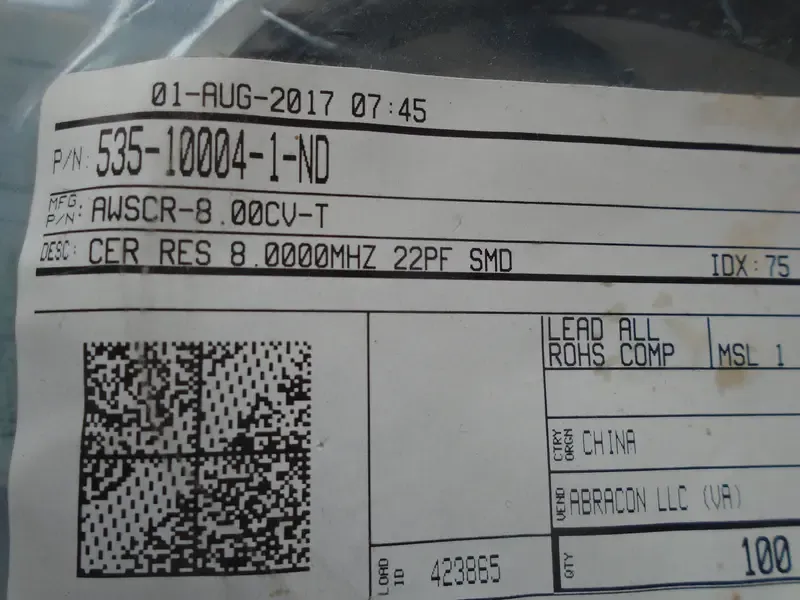 01-AUG-2017 07:45
P/N: 535-10004-1-ND
MFG. P/N: AWSCR-8.00CV-T
DESC: CER RES 8.0000MHZ 22PF SMD IDX:75
LEAD ALL
ROHS COMP
MSL 1
CTRY ORGN CHINA
VEND ABRACON LLC (VA)
QTY 100
LOAD ID 423865